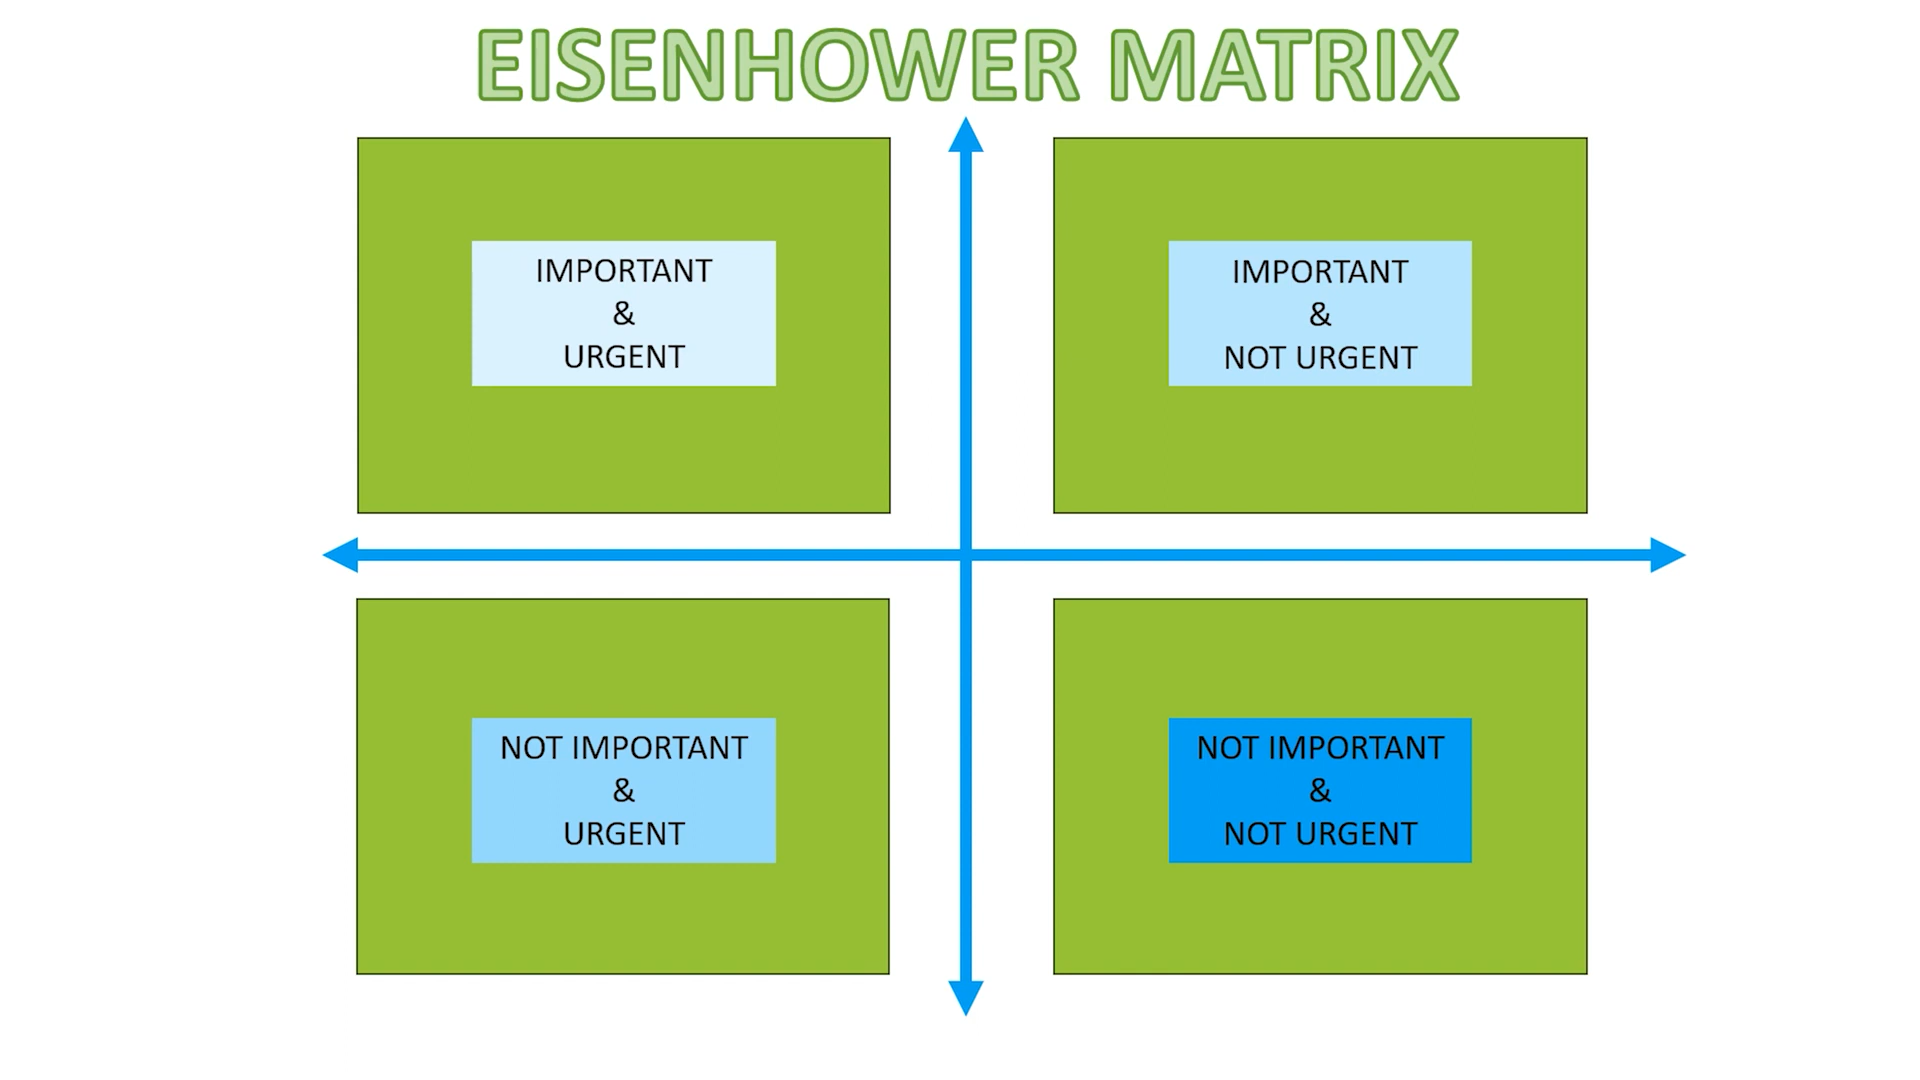 EISENHOWER MATRIX
IMPORTANT
&
URGENT
IMPORTANT
&
NOT URGENT
NOT IMPORTANT
&
URGENT
NOT IMPORTANT
&
NOT URGENT